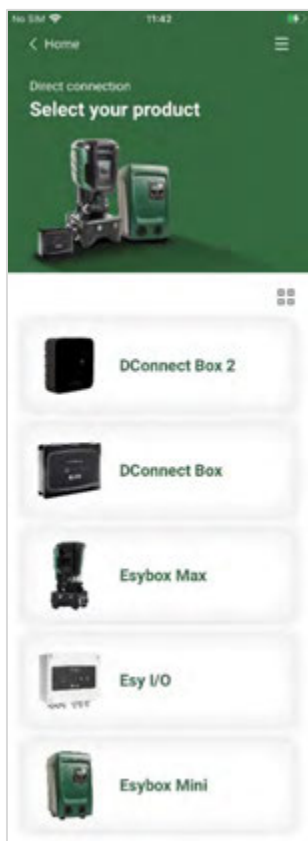 No SIM 11:42
Home
Direct connection
Select your product
DConnect Box 2
DConnect Box
Esybox Max
Esy I/O
Esybox Mini